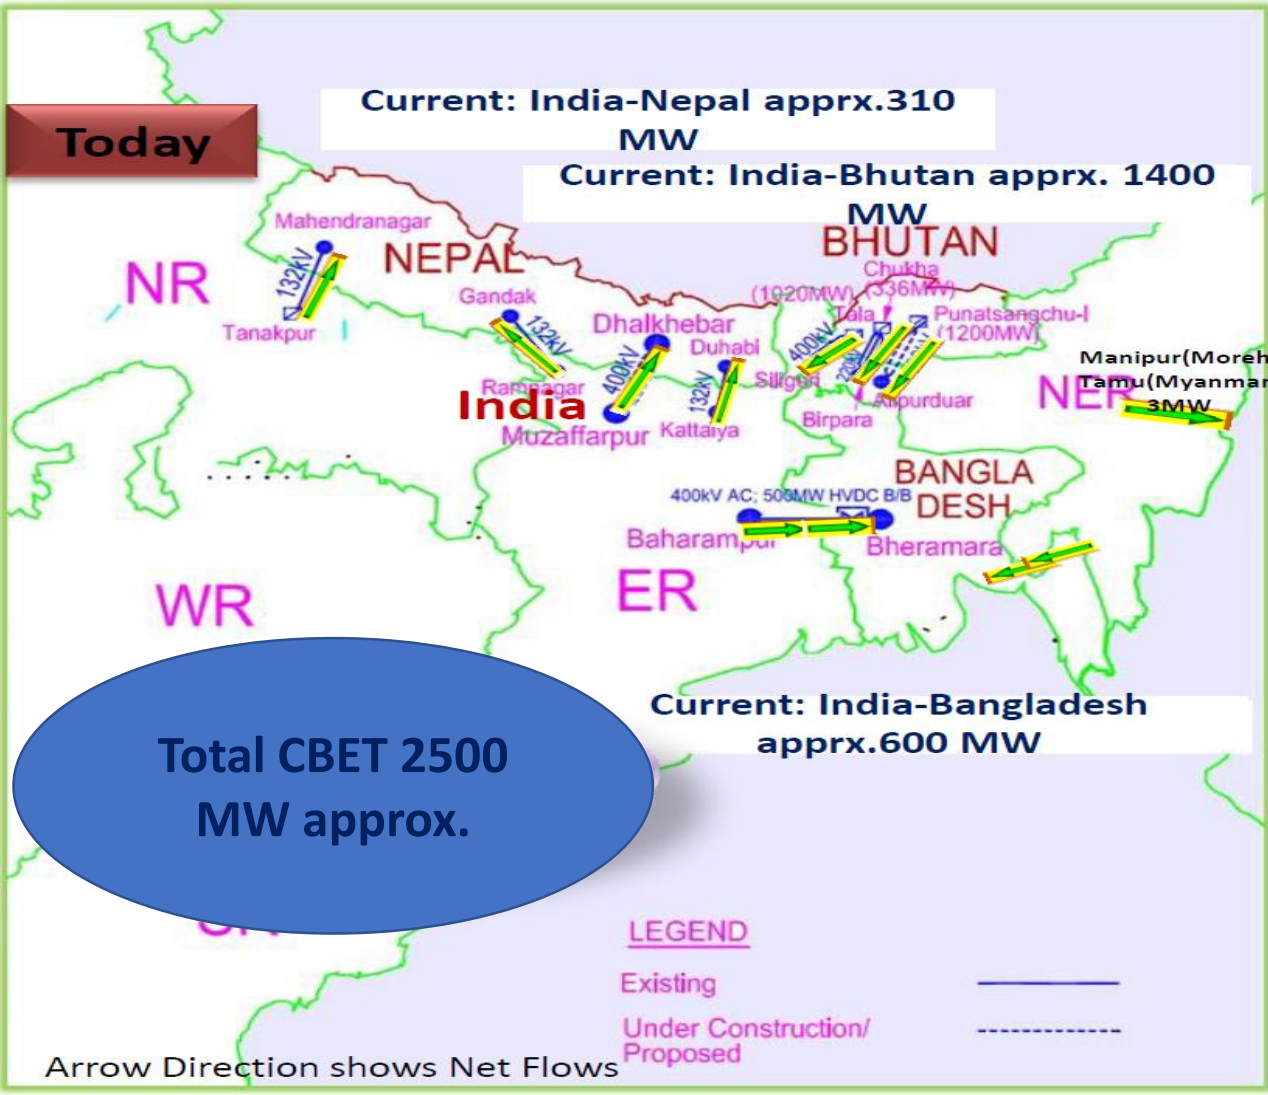 Current: India-Nepal apprx.310
MW
Today
Current: India-Bhutan apprx. 1400
MW
Mahendranagar
NEPAL
BHUTAN
NR
132kV
Chukha
(1020MW)
(336MW)
Gandak
Tala
Punatsangchu-I
(1200MW)
Tanakpur
132kV
Dhalkhebar
Duhabi
400kV
400kV
220kV
Manipur(Moreh
Tamu(Myanmar
3MW
Ramnagar
India
132kV
Siliguri
Alipurduar
NER
Muzaffarpur
Kattaiya
Birpara
BANGLA
DESH
400kV AC; 500MW HVDC B/B
Baharampur
Bheramara
WR
ER
Current: India-Bangladesh
apprx.600 MW
Total CBET 2500
MW approx.
LEGEND
Existing
Under Construction/
Proposed
Arrow Direction shows Net Flows